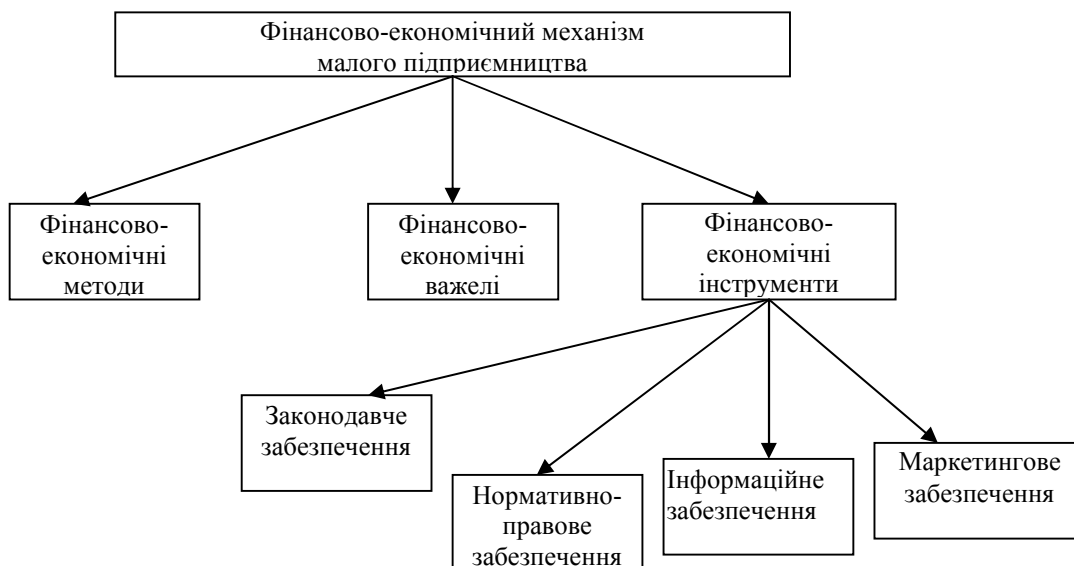 Фінансово-економічний механізм
малого підприємництва
Фінансово-
економічні
методи
Фінансово-
економічні
важелі
Фінансово-
економічні
інструменти
Законодавче
забезпечення
Нормативно-
правове
забезпечення
Інформаційне
забезпечення
Маркетингове
забезпечення